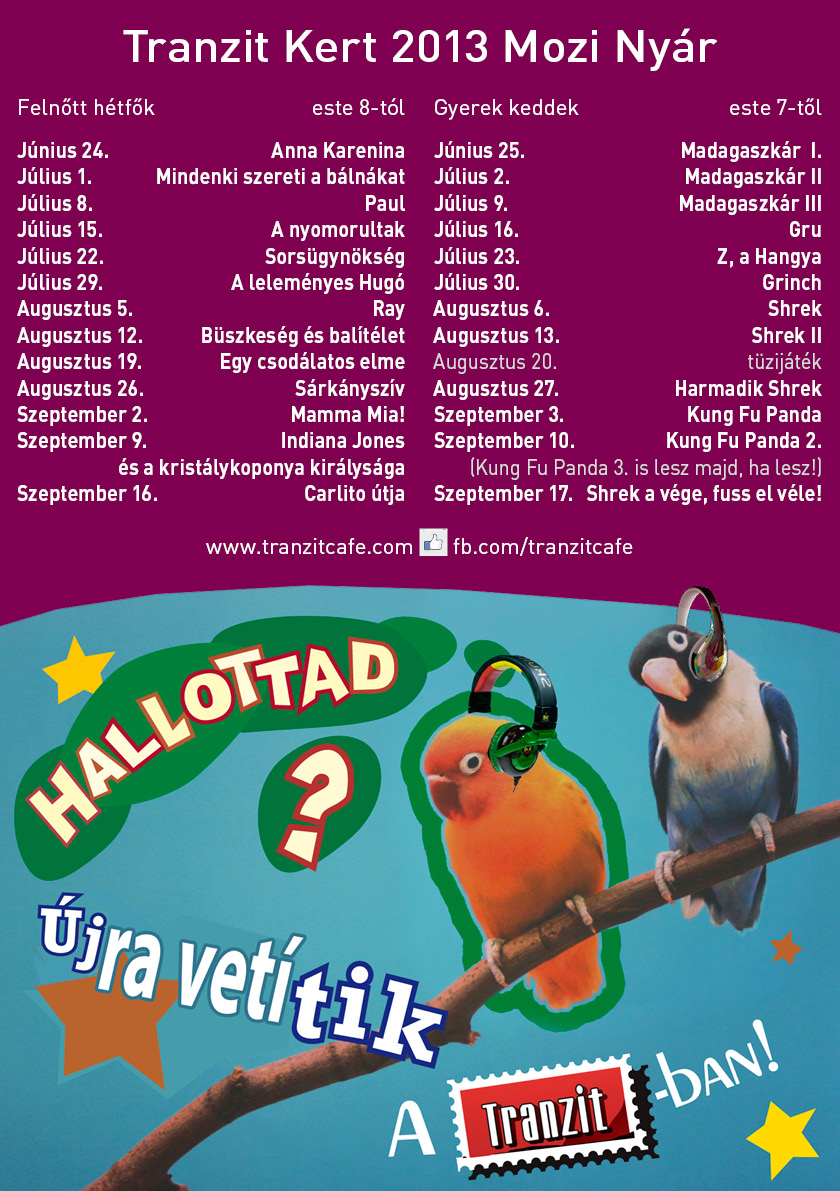 Tranzit Kert 2013 Mozi Nyár
Felnőtt hétfők este 8-tól
Június 24. Anna Karenina
Július 1. Mindenki szereti a bálnákat
Július 8. Paul
Július 15. A nyomorultak
Július 22. Sorsügynökség
Július 29. A leleményes Hugó
Augusztus 5. Ray
Augusztus 12. Büszkeség és balítélet
Augusztus 19. Egy csodálatos elme
Augusztus 26. Sárkányszív
Szeptember 2. Mamma Mia!
Szeptember 9. Indiana Jones
és a kristálykoponya királysága
Szeptember 16. Carlito útja
Gyerek keddek este 7-től
Június 25. Madagaszkár I.
Július 2. Madagaszkár II
Július 9. Madagaszkár III
Július 16. Gru
Július 23. Z, a Hangya
Július 30. Grinch
Augusztus 6. Shrek
Augusztus 13. Shrek II
Augusztus 20. tüzijáték
Augusztus 27. Harmadik Shrek
Szeptember 3. Kung Fu Panda
Szeptember 10. Kung Fu Panda 2.
(Kung Fu Panda 3. is lesz majd, ha lesz!)
Szeptember 17. Shrek a vége, fuss el véle!
www.tranzitcafe.com fb.com/tranzitcafe
HALLOTTAD
?
Újra vetítik
A Tranzit-ban!